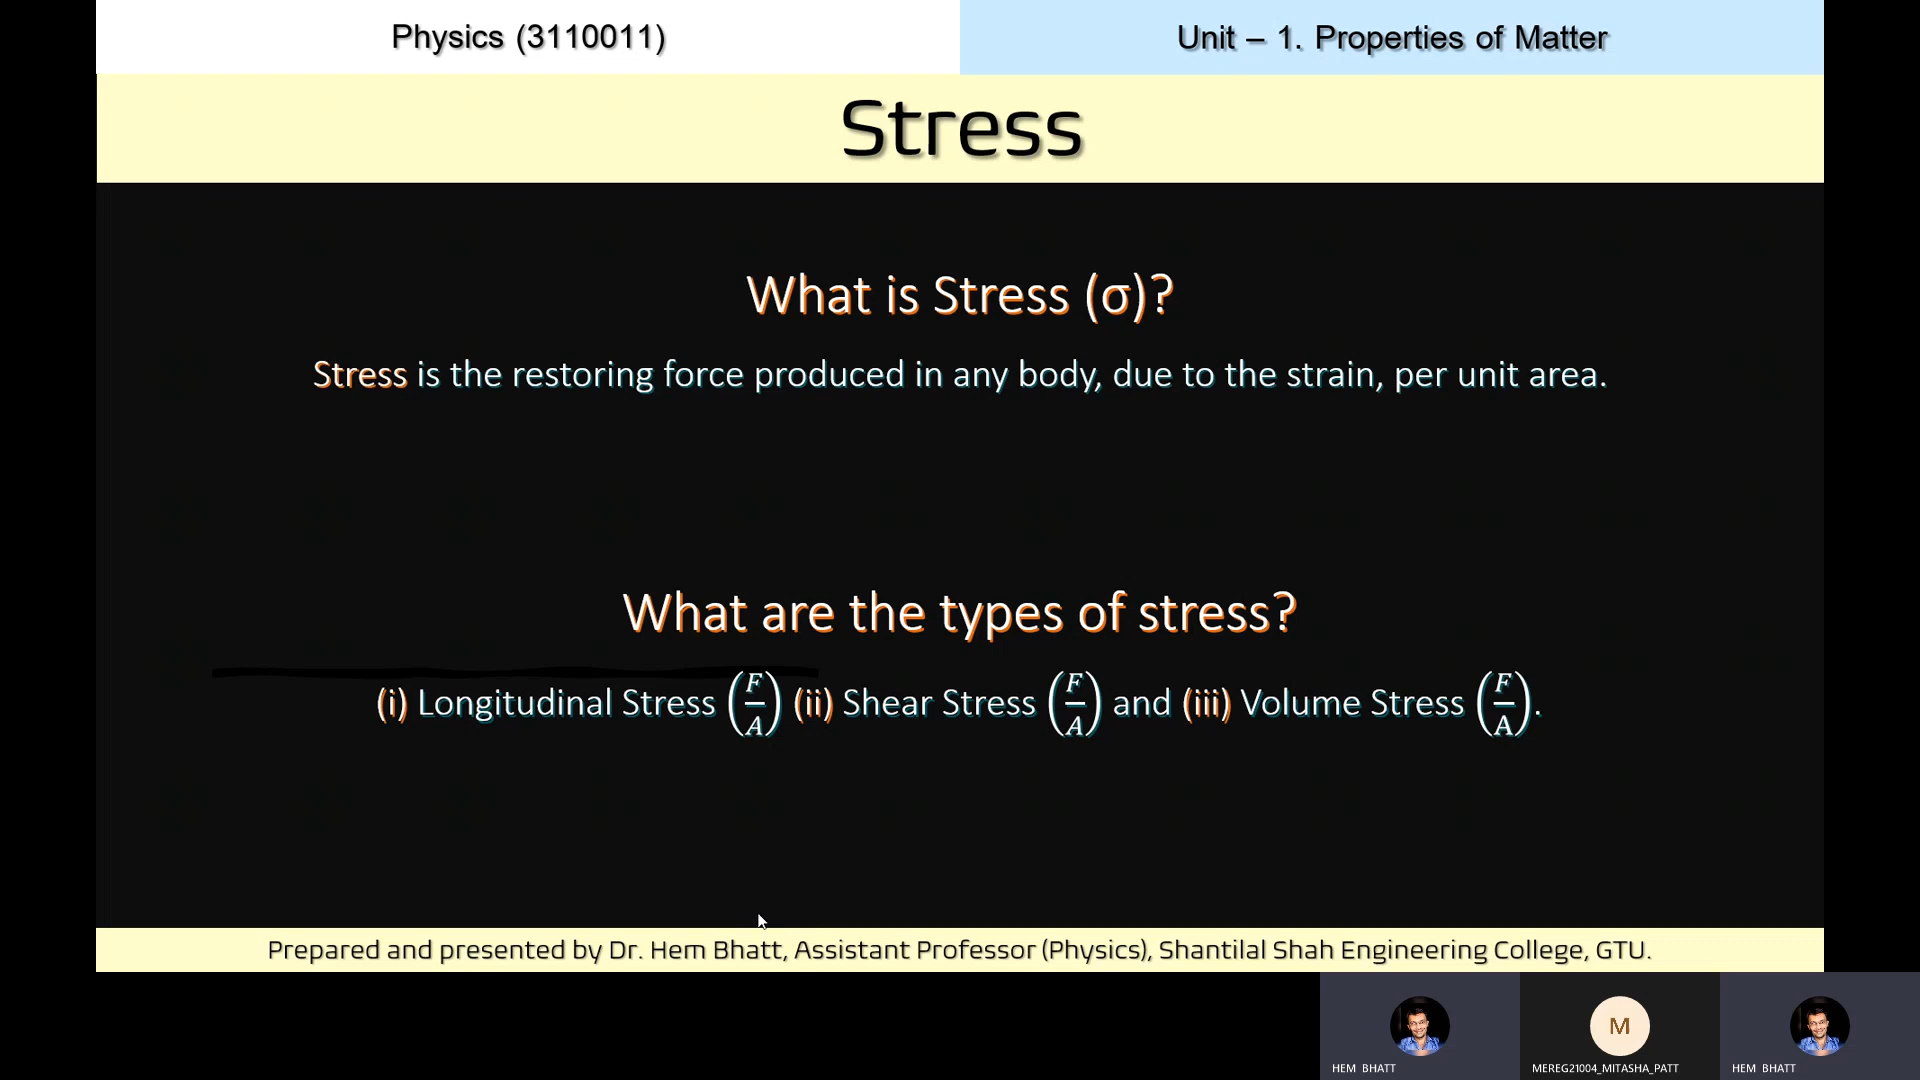 Physics (3110011)
Unit – 1. Properties of Matter
Stress
What is Stress (σ)?
Stress is the restoring force produced in any body, due to the strain, per unit area.
What are the types of stress?
(i) Longitudinal Stress (F/A) (ii) Shear Stress (F/A) and (iii) Volume Stress (F/A).
Prepared and presented by Dr. Hem Bhatt, Assistant Professor (Physics), Shantilal Shah Engineering College, GTU.
M
HEM BHATT
MEREG21004_MITASHA_PATT
HEM BHATT